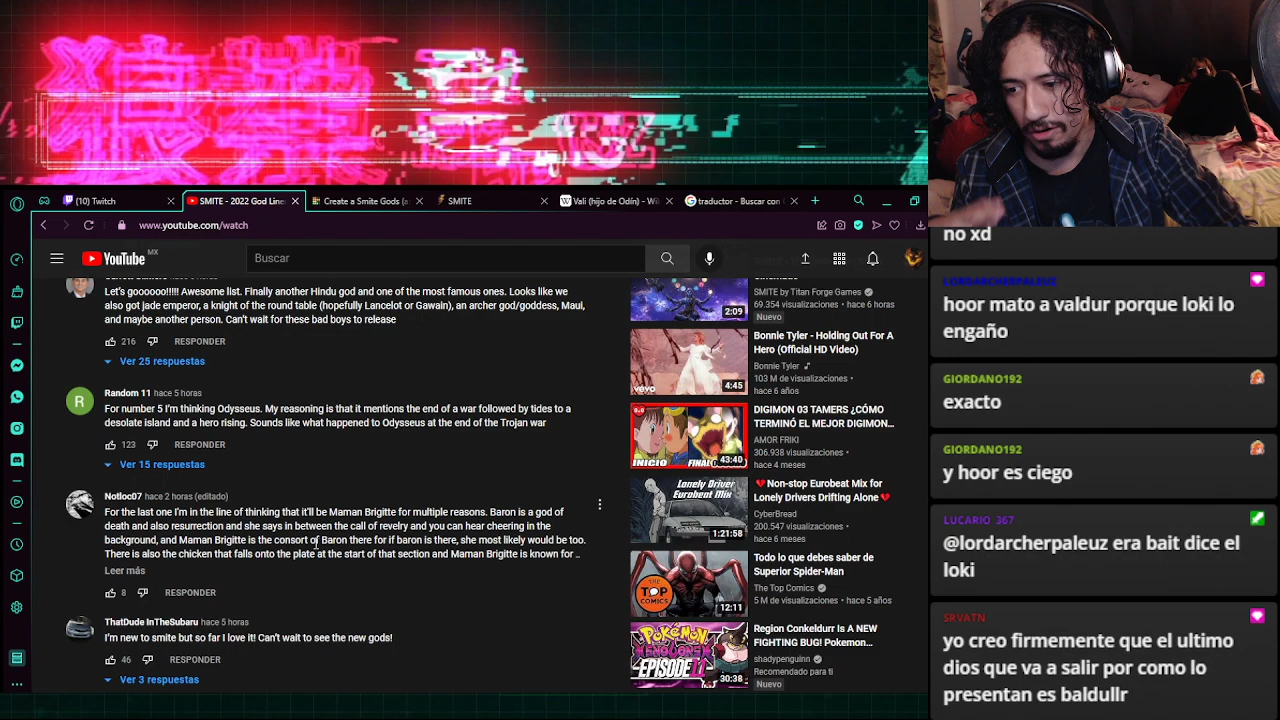 (10) Twitch
SMITE - 2022 God Line
Create a Smite Gods (a
SMITE
Vali (hijo de Odín) - Wi
traductor - Buscar con
www.youtube.com/watch
YouTube MX
Buscar
Let's goooooo!!!!! Awesome list. Finally another Hindu god and one of the most famous ones. Looks like we
also got jade emperor, a knight of the round table (hopefully Lancelot or Gawain), an archer god/goddess, Maui,
and maybe another person. Can't wait for these bad boys to release
216 RESPONDER
Ver 25 respuestas
R
Random 11 hace 5 horas
For number 5 I'm thinking Odysseus. My reasoning is that it mentions the end of a war followed by tides to a
desolate island and a hero rising. Sounds like what happened to Odysseus at the end of the Trojan war
123 RESPONDER
Ver 15 respuestas
Notloc07 hace 2 horas (editado)
For the last one I'm in the line of thinking that it'll be Maman Brigitte for multiple reasons. Baron is a god of
death and also resurrection and she says in between the call of revelry and you can hear cheering in the
background, and Maman Brigitte is the consort of Baron there for if baron is there, she most likely would be too.
There is also the chicken that falls onto the plate at the start of that section and Maman Brigitte is known for ..
Leer más
8 RESPONDER
ThatDude InTheSubaru hace 5 horas
I'm new to smite but so far I love it! Can't wait to see the new gods!
46 RESPONDER
Ver 3 respuestas
2:09
SMITE by Titan Forge Games
69.354 visualizaciones •
hace 6 horas
Nuevo
vevo
4:45
Bonnie Tyler - Holding Out For A
Hero (Official HD Video)
Bonnie Tyler
103 M de visualizaciones •
hace 6 años
INICIO
FINAL
43:40
DIGIMON 03 TAMERS ¿CÓMO
TERMINÓ EL MEJOR DIGIMON...
AMOR FRIKI
306.938 visualizaciones •
hace 4 meses
Lonely Driver
Eurobeat Mix
1:21:58
Non-stop Eurobeat Mix for
Lonely Drivers Drifting Alone
CyberBread
200.547 visualizaciones •
hace 6 meses
THE TOP COMICS
12:11
Todo lo que debes saber de
Superior Spider-Man
The Top Comics
5 M de visualizaciones • hace 5 años
POKÉMON
EPISODE 11
30:38
Region Conkeldurr Is A NEW
FIGHTING BUG! Pokemon...
shadypenguinn
Recomendado para ti
Nuevo
no xd
LORDARCHERPALEUZ
hoor mato a valdur porque loki lo
engaño
GIORDANO192
exacto
GIORDANO192
y hoor es ciego
LUCARIO_367
@lordarcherpaleuz era bait dice el
loki
SRVATN
yo creo firmemente que el ultimo
dios que va a salir por como lo
presentan es baldullr